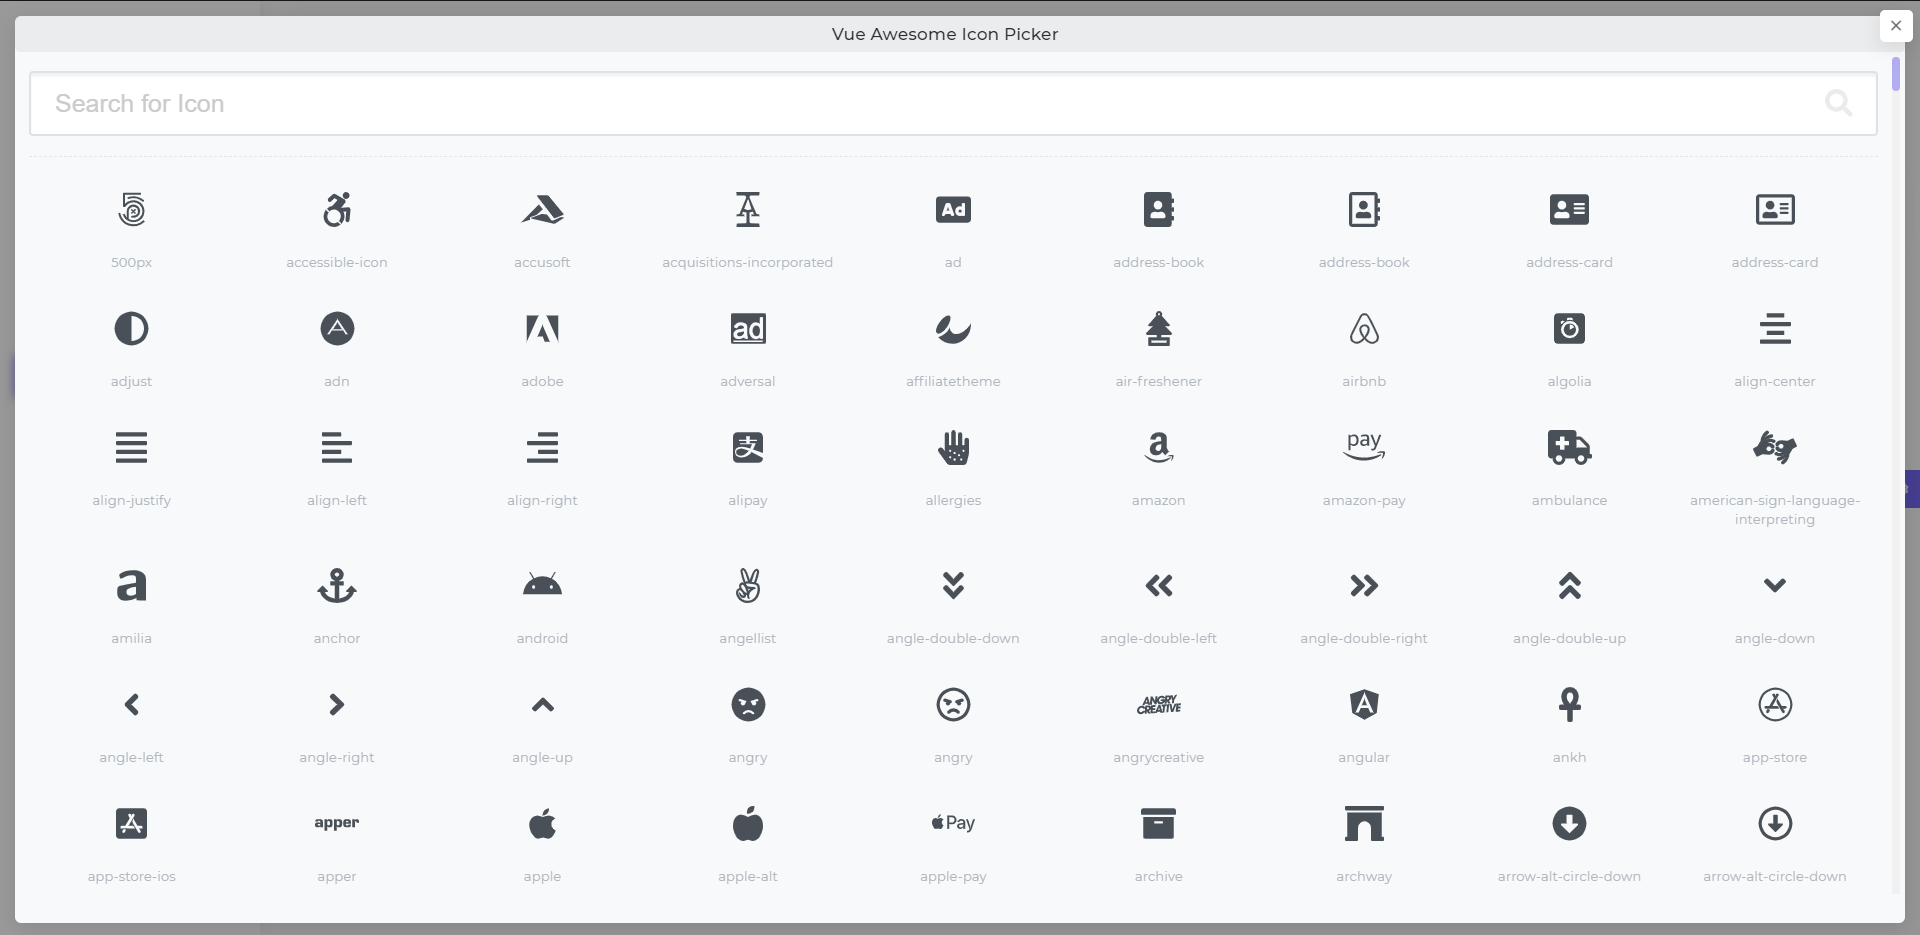 Vue Awesome Icon Picker
Search for Icon
500px
accessible-icon
accusoft
acquisitions-incorporated
Ad
ad
address-book
address-book
address-card
address-card
adjust
adn
adobe
ad
adversal
affiliatetheme
air-freshener
airbnb
algolia
align-center
align-justify
align-left
align-right
支
alipay
allergies
a
amazon
pay
amazon-pay
ambulance
american-sign-language-
interpreting
a
amilia
anchor
android
angellist
angle-double-down
angle-double-left
angle-double-right
angle-double-up
angle-down
angle-left
angle-right
angle-up
angry
angry
ANGRY
CREATIVE
angrycreative
A
angular
ankh
app-store
app-store-ios
apper
apper
apple
apple-alt
Pay
apple-pay
archive
archway
arrow-alt-circle-down
arrow-alt-circle-down